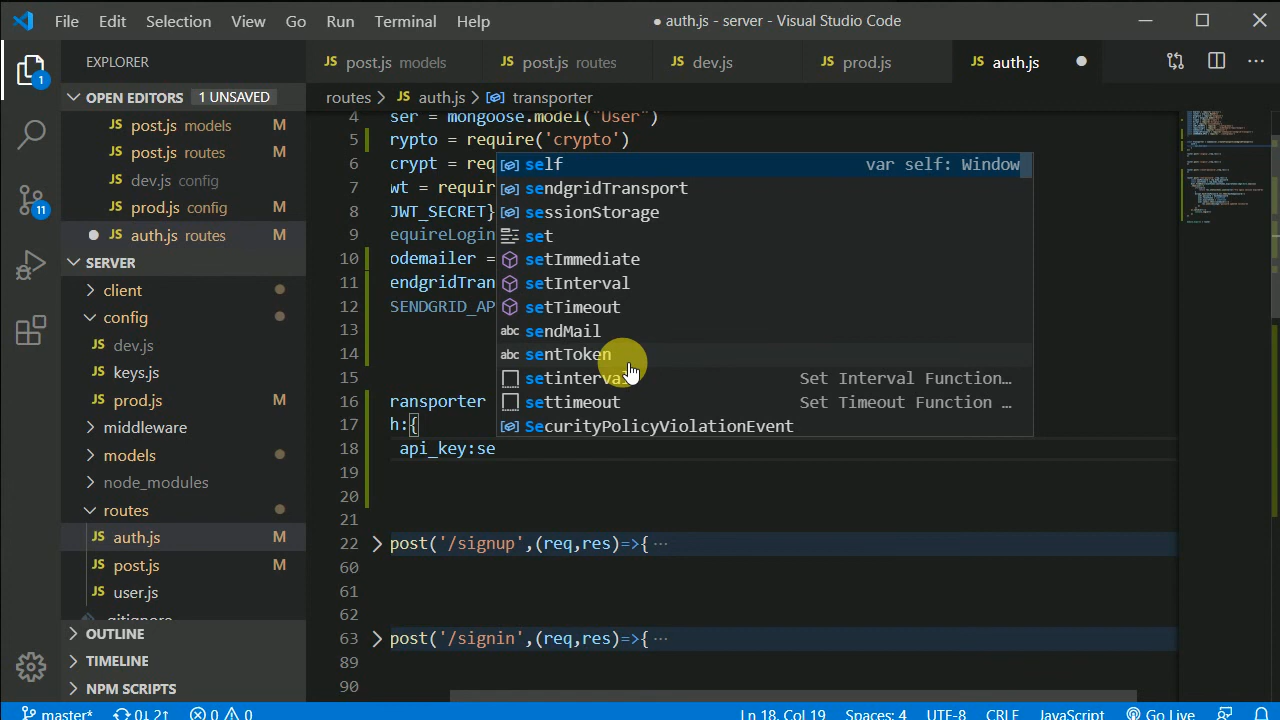 File Edit Selection View Go Run Terminal Help ● auth.js - server - Visual Studio Code
EXPLORER
JS post.js models JS post.js routes JS dev.js JS prod.js JS auth.js ●
OPEN EDITORS 1 UNSAVED
JS post.js models M
JS post.js routes M
JS dev.js config
JS prod.js config M
● JS auth.js routes M
SERVER
client
config
JS dev.js
JS keys.js
JS prod.js M
middleware
models
node_modules
routes
JS auth.js M
JS post.js M
JS user.js
.gitignore
OUTLINE
TIMELINE
NPM SCRIPTS
1
11
routes > JS auth.js > transporter
4 ser = mongoose.model("User")
5 rypto = require('crypto')
6 crypt = req
7 wt = requir
8 JWT_SECRET}
9 equireLogin
10 odemailer =
11 endgridTran
12 SENDGRID_AP
13
14
15
16 ransporter
17 h:{
18 api_key:se
19
20
21
22 post('/signup',(req,res)=>{ ···
60
61
62
63 post('/signin',(req,res)=>{ ···
89
90
self var self: Window
sendgridTransport
sessionStorage
set
setImmediate
setInterval
setTimeout
abc sendMail
abc sentToken
setinterval Set Interval Function…
settimeout Set Timeout Function …
SecurityPolicyViolationEvent
master* 0↓ 2↑ 0 0 Ln 18, Col 19 Spaces: 4 UTF-8 CRLF JavaScript Go Live